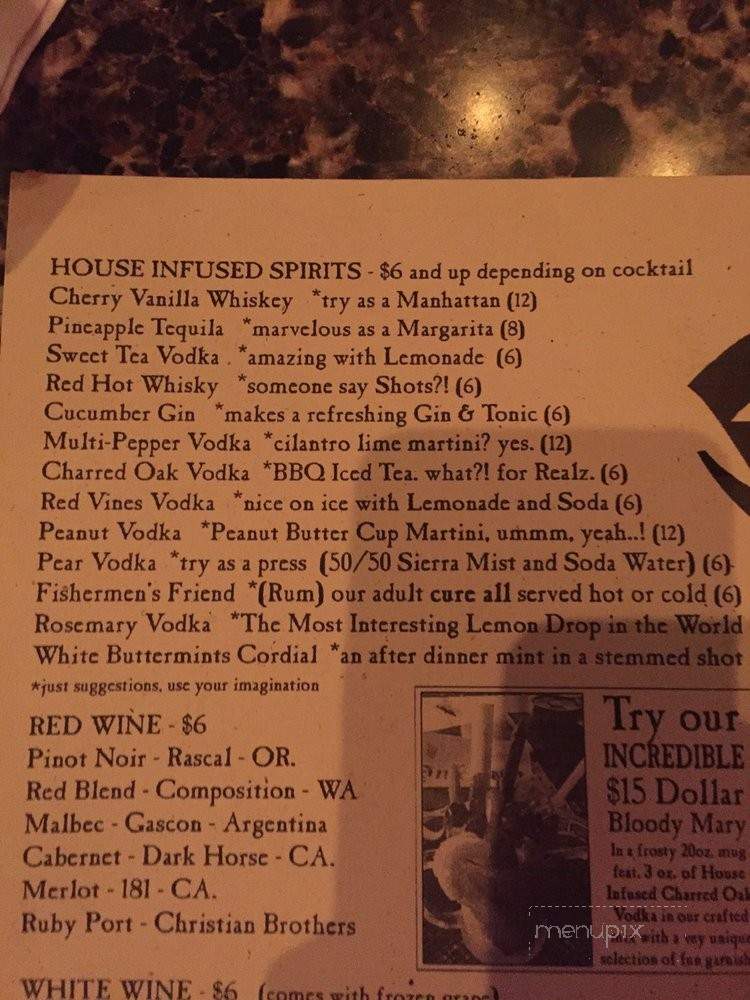 HOUSE INFUSED SPIRITS - $6 and up depending on cocktail
Cherry Vanilla Whiskey *try as a Manhattan (12)
Pineapple Tequila *marvelous as a Margarita (8)
Sweet Tea Vodka . *amazing with Lemonade (6)
Red Hot Whisky *someone say Shots?! (6)
Cucumber Gin *makes a refreshing Gin & Tonic (6)
Multi-Pepper Vodka *cilantro lime martini? yes. (12)
Charred Oak Vodka *BBQ Iced Tea. what?! for Realz. (6)
Red Vines Vodka *nice on ice with Lemonade and Soda (6)
Peanut Vodka *Peanut Butter Cup Martini, ummm, yeah..! (12)
Pear Vodka *try as a press (50/50 Sierra Mist and Soda Water) (6)
Fishermen's Friend *(Rum) our adult cure all served hot or cold (6)
Rosemary Vodka *The Most Interesting Lemon Drop in the World
White Buttermints Cordial *an after dinner mint in a stemmed shot
*just suggestions, use your imagination
RED WINE - $6
Pinot Noir - Rascal - OR.
Red Blend - Composition - WA
Malbec - Gascon - Argentina
Cabernet - Dark Horse - CA.
Merlot - 181 - CA.
Ruby Port - Christian Brothers
Try our
INCREDIBLE
$15 Dollar
Bloody Mary
In a frosty 20oz. mug
feat. 3 oz. of House
Infused Charred Oak
Vodka in our crafted
mix with a very unique
selection of fun garnish
menupix
WHITE WINE - $6 (comes with frozen grape)